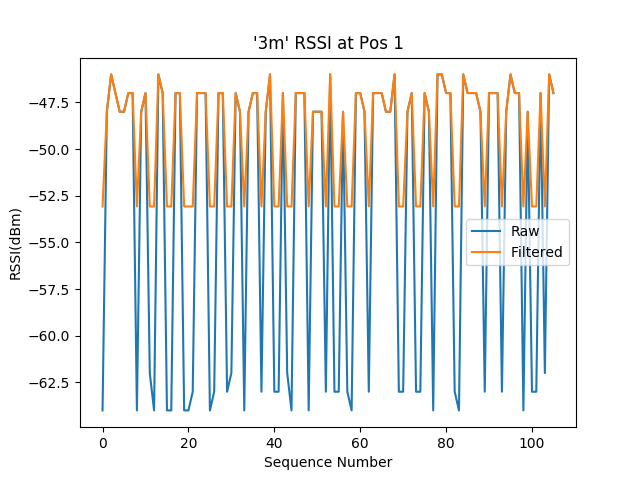 '3m' RSSI at Pos 1
RSSI(dBm)
−47.5
−50.0
−52.5
−55.0
−57.5
−60.0
−62.5
Raw
Filtered
0
20
40
60
80
100
Sequence Number